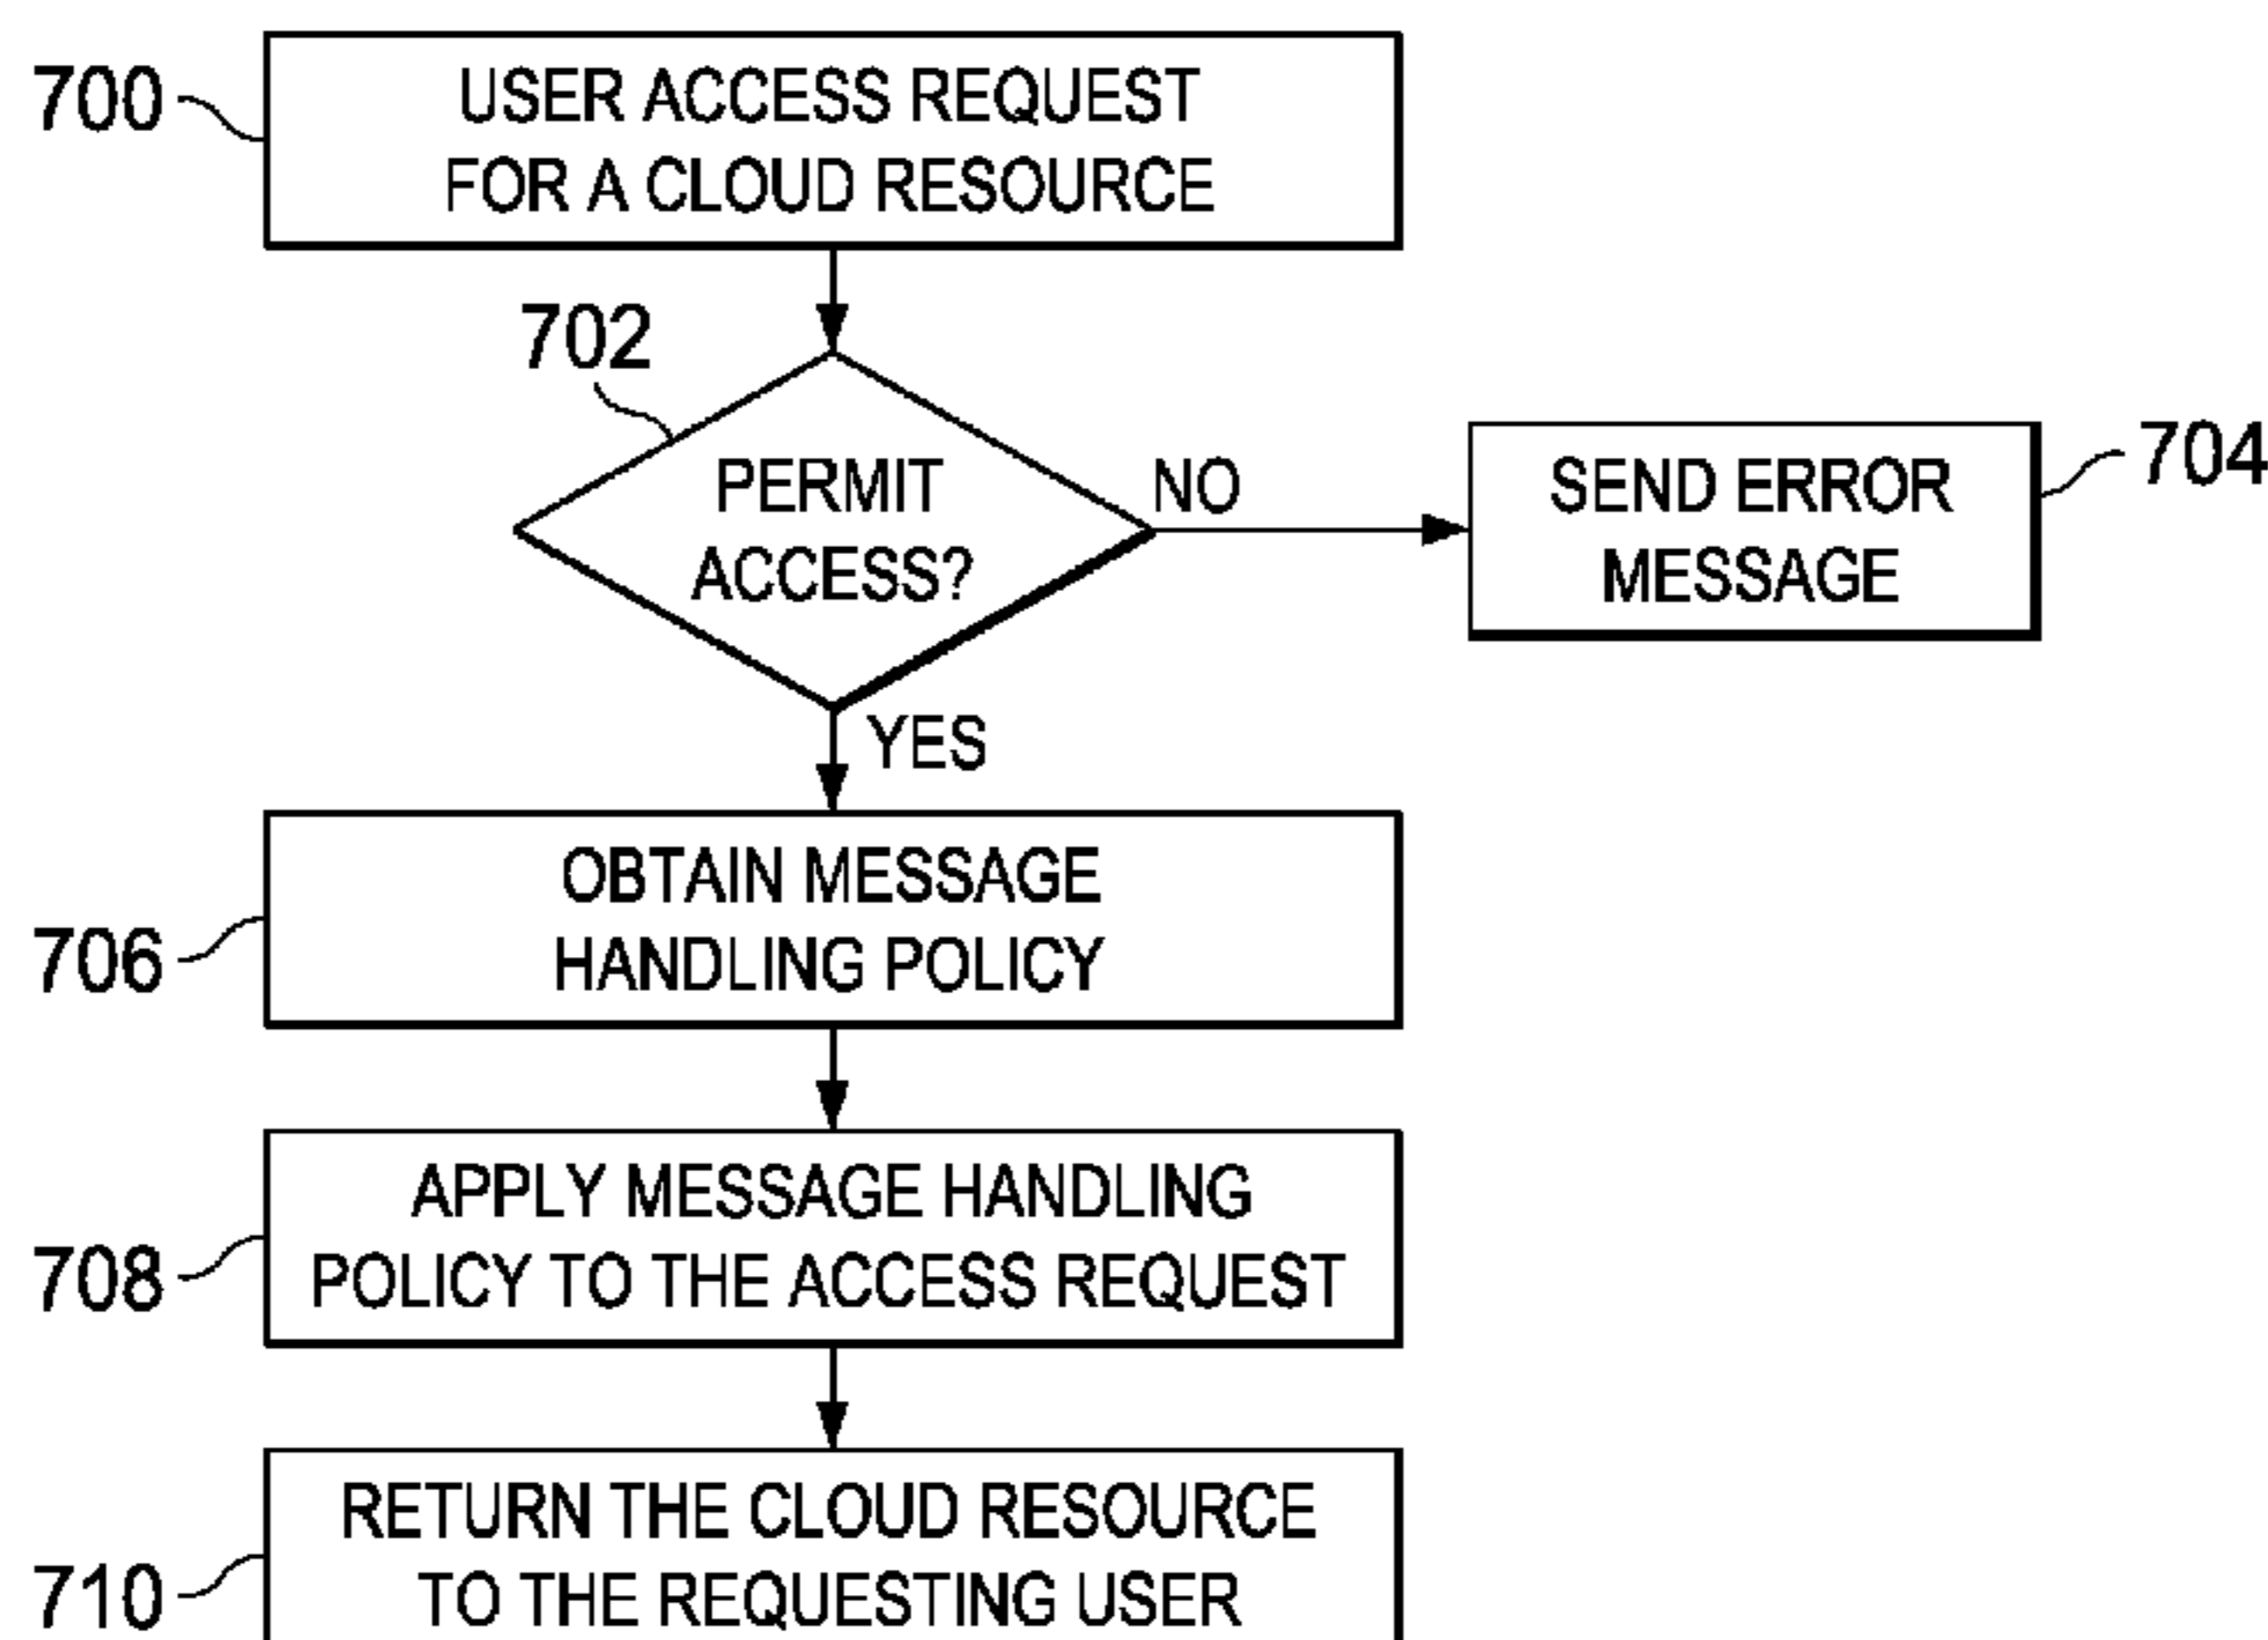 700
USER ACCESS REQUEST
FOR A CLOUD RESOURCE
702
PERMIT
ACCESS?
NO
SEND ERROR
MESSAGE
704
YES
706
OBTAIN MESSAGE
HANDLING POLICY
708
APPLY MESSAGE HANDLING
POLICY TO THE ACCESS REQUEST
710
RETURN THE CLOUD RESOURCE
TO THE REQUESTING USER